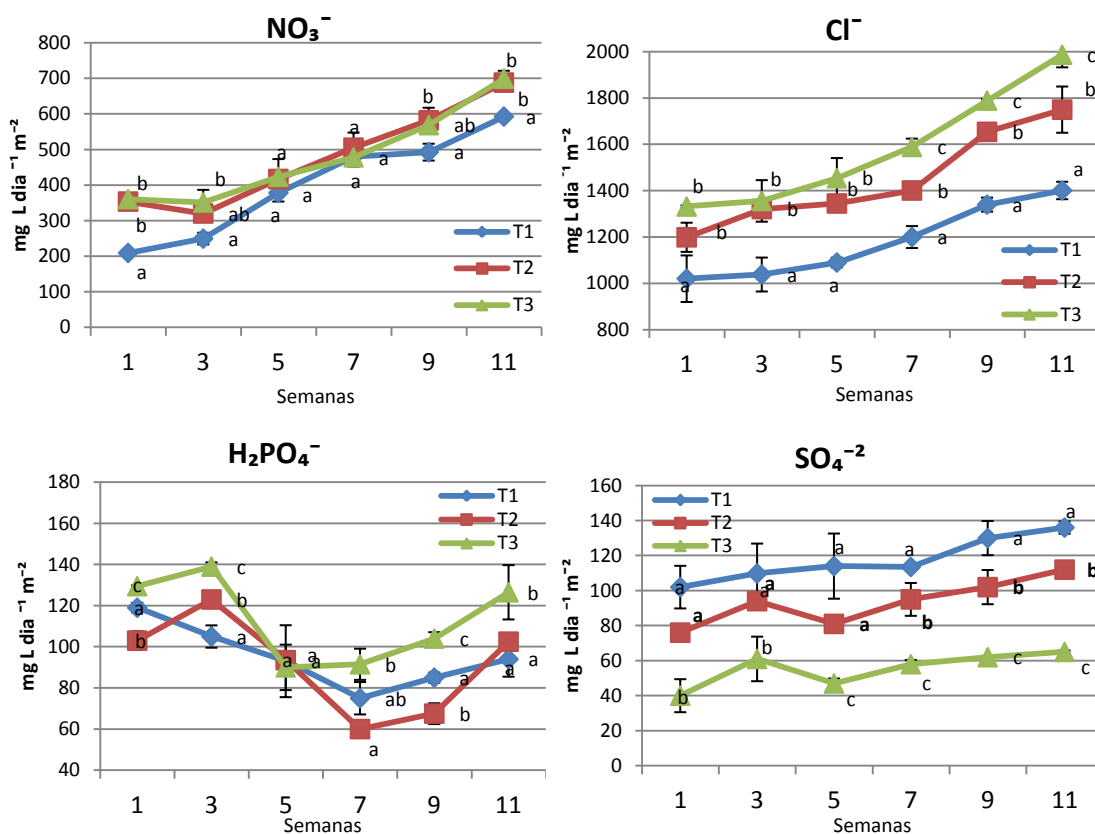 NO₃⁻
mg L dia ⁻¹ m⁻²
800
700
600
500
400
300
200
100
0
b
b
a
b
b
b
ab
a
a
b
b
a
a
a
a
a
ab
b
a
T1
T2
T3
1 3 5 7 9 11
Semanas
Cl⁻
mg L dia ⁻¹ m⁻²
2000
1800
1600
1400
1200
1000
800
c
c
c
b
b
b
b
b
b
b
b
b
a
a
a
a
a
a
T1
T2
T3
1 3 5 7 9 11
Semanas
H₂PO₄⁻
mg L dia ⁻¹ m⁻²
180
160
140
120
100
80
60
40
T1
T2
T3
c
a
b
c
b
a
a
a
a
b
ab
a
c
a
b
b
a
a
1 3 5 7 9 11
Semanas
SO₄⁻²
mg L dia ⁻¹ m⁻²
160
140
120
100
80
60
40
20
0
T1
T2
T3
a
a
b
a
a
b
a
a
c
a
b
c
a
b
c
a
b
c
1 3 5 7 9 11
Semanas